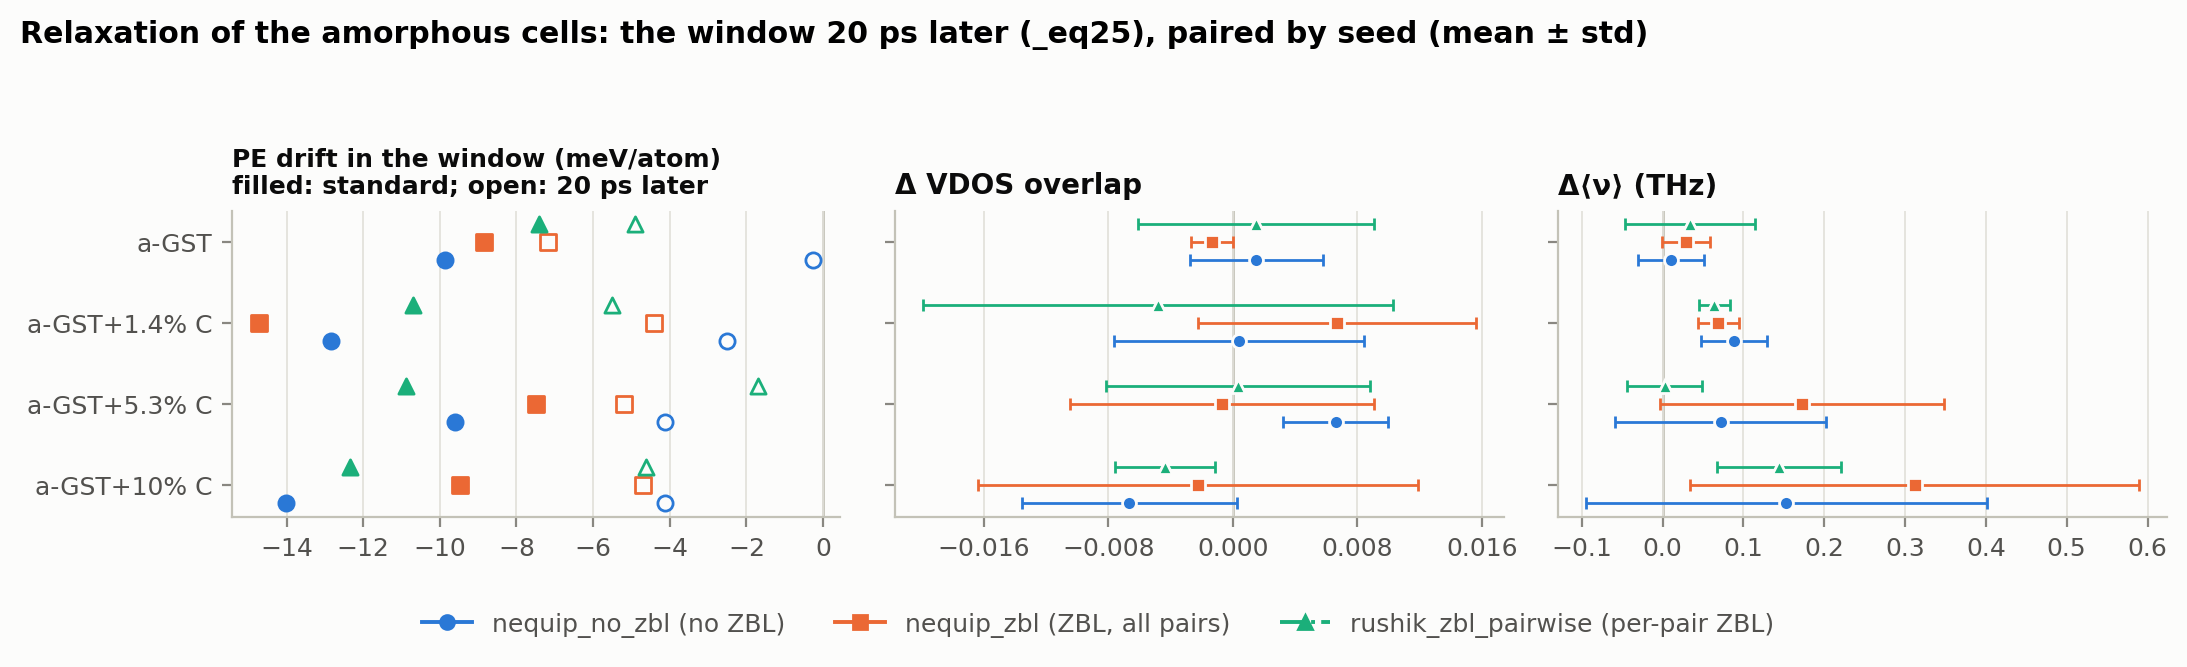 Relaxation of the amorphous cells: the window 20 ps later (_eq25), paired by seed (mean ± std)
PE drift in the window (meV/atom)
filled: standard; open: 20 ps later
Δ VDOS overlap
Δ⟨ν⟩ (THz)
a-GST
a-GST+1.4% C
a-GST+5.3% C
a-GST+10% C
−14 −12 −10 −8 −6 −4 −2 0
−0.016 −0.008 0.000 0.008 0.016
−0.1 0.0 0.1 0.2 0.3 0.4 0.5 0.6
nequip_no_zbl (no ZBL) nequip_zbl (ZBL, all pairs) rushik_zbl_pairwise (per-pair ZBL)